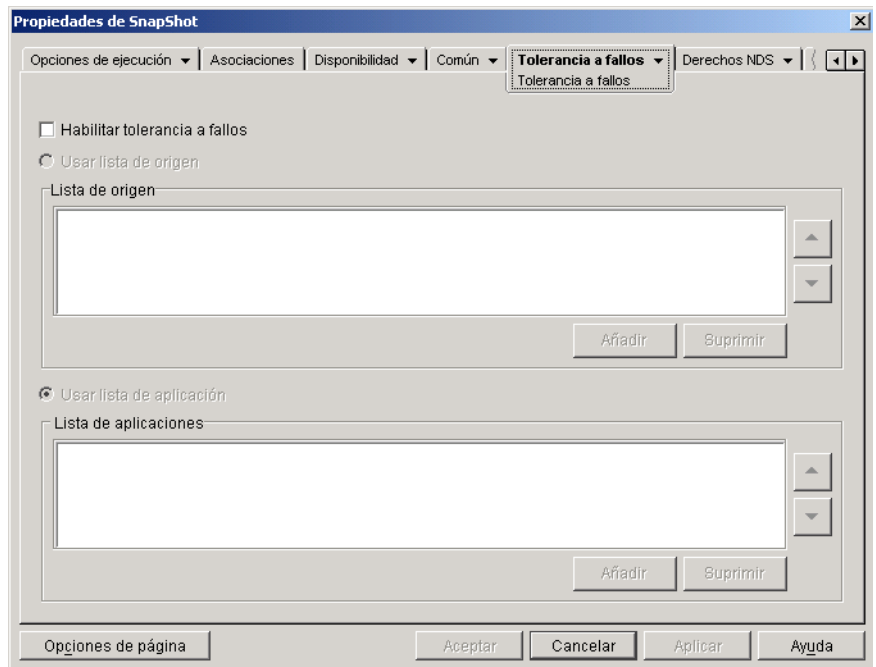 Propiedades de SnapShot
Opciones de ejecución Asociaciones Disponibilidad Común Tolerancia a fallos Derechos NDS
Tolerancia a fallos
Habilitar tolerancia a fallos
Usar lista de origen
Lista de origen
Añadir Suprimir
Usar lista de aplicación
Lista de aplicaciones
Añadir Suprimir
Opciones de página Aceptar Cancelar Aplicar Ayuda